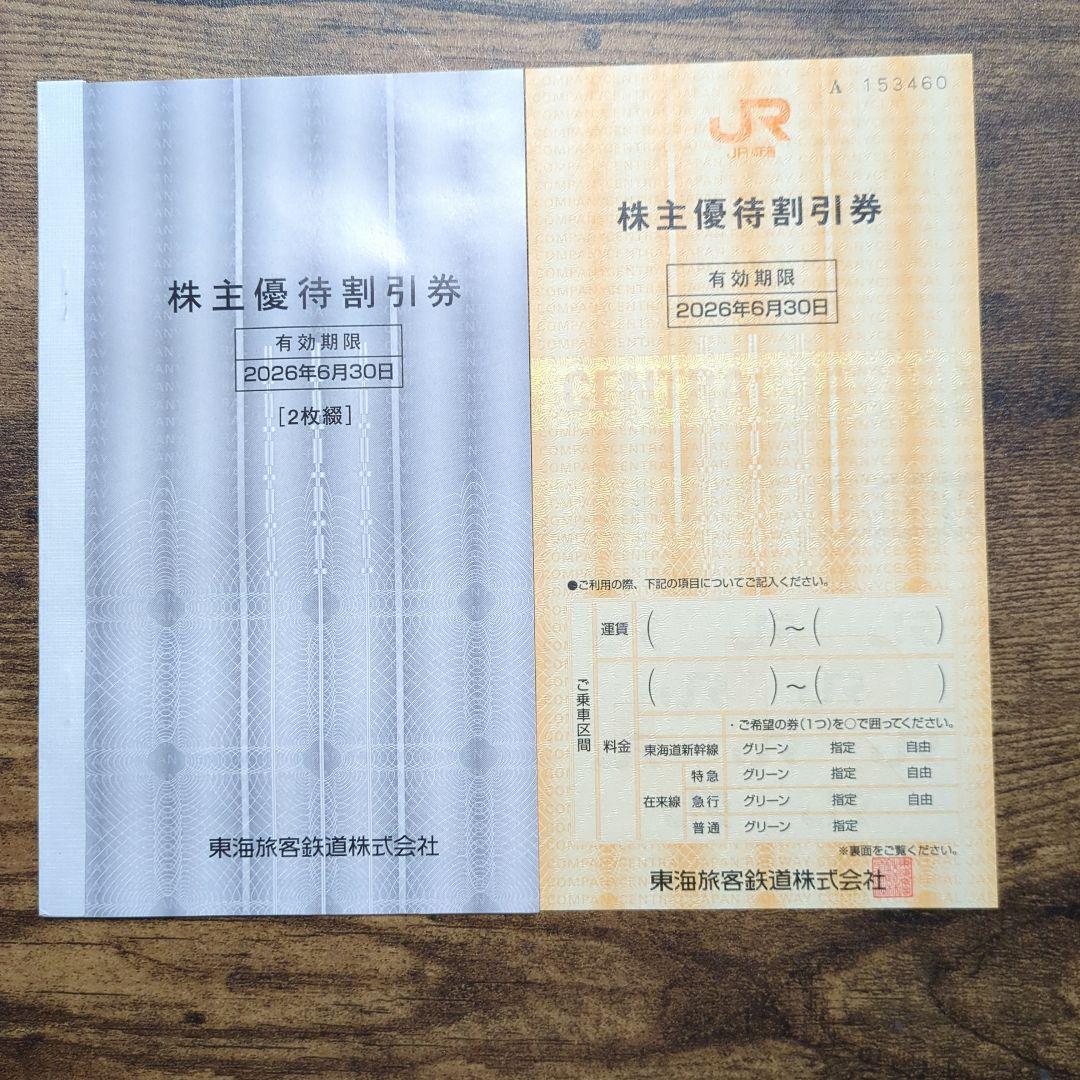 株主優待割引券
有効期限
2026年6月30日
[2枚綴]
東海旅客鉄道株式会社
A 153460
JR
JR東海
株主優待割引券
有効期限
2026年6月30日
CENTRAL
●ご利用の際、下記の項目についてご記入ください。
ご乗車区間
運賃 ( ) ～ ( )
料金 ( ) ～ ( )
・ご希望の券(1つ)を○で囲ってください。
東海道新幹線 グリーン 指定 自由
在来線 特急 グリーン 指定 自由
急行 グリーン 指定 自由
普通 グリーン 指定
※裏面をご覧ください。
東海旅客鉄道株式会社